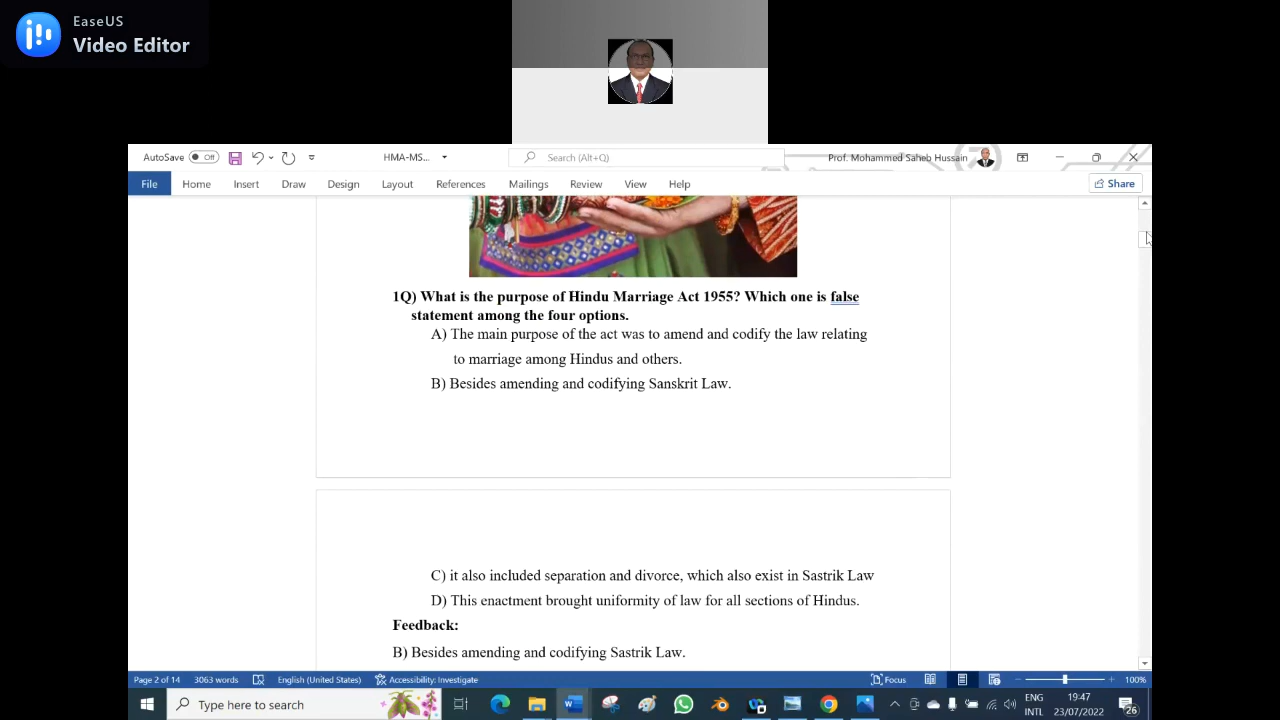 EaseUS
Video Editor
AutoSave Off HMA-MS... Search (Alt+Q) Prof. Mohammed Saheb Hussain
File Home Insert Draw Design Layout References Mailings Review View Help Share
1Q) What is the purpose of Hindu Marriage Act 1955? Which one is false
statement among the four options.
A) The main purpose of the act was to amend and codify the law relating
to marriage among Hindus and others.
B) Besides amending and codifying Sanskrit Law.
C) it also included separation and divorce, which also exist in Sastrik Law
D) This enactment brought uniformity of law for all sections of Hindus.
Feedback:
B) Besides amending and codifying Sastrik Law.
Page 2 of 14 3063 words English (United States) Accessibility: Investigate Focus 100%
Type here to search ENG 19:47
INTL 23/07/2022 26